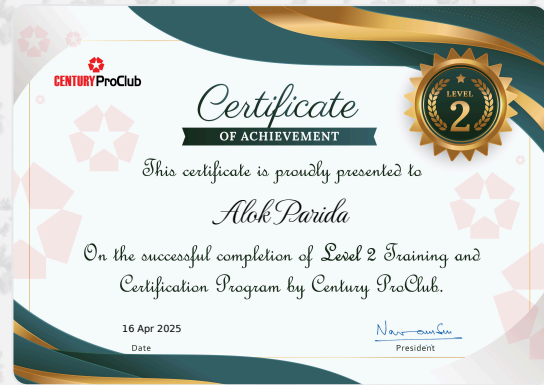 CENTURY ProClub
LEVEL
2
Certificate
OF ACHIEVEMENT
This certificate is proudly presented to
Alok Parida
On the successful completion of Level 2 Training and
Certification Program by Century ProClub.
16 Apr 2025
Date
President